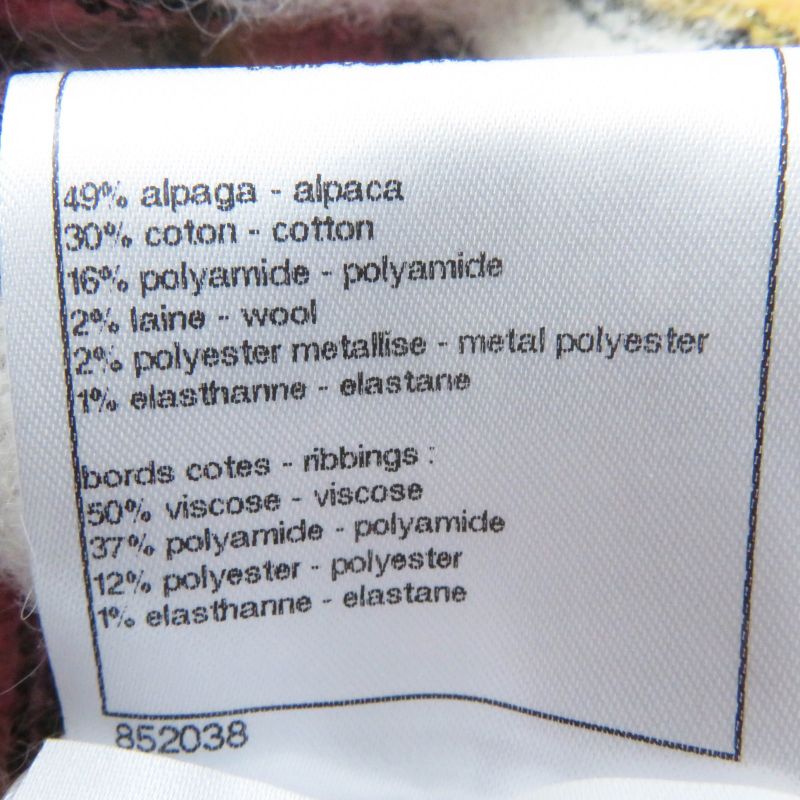 49% alpaga - alpaca
30% coton - cotton
16% polyamide - polyamide
2% laine - wool
2% polyester metallise - metal polyester
1% elasthanne - elastane
bords cotes - ribbings :
50% viscose - viscose
37% polyamide - polyamide
12% polyester - polyester
1% elasthanne - elastane
852038